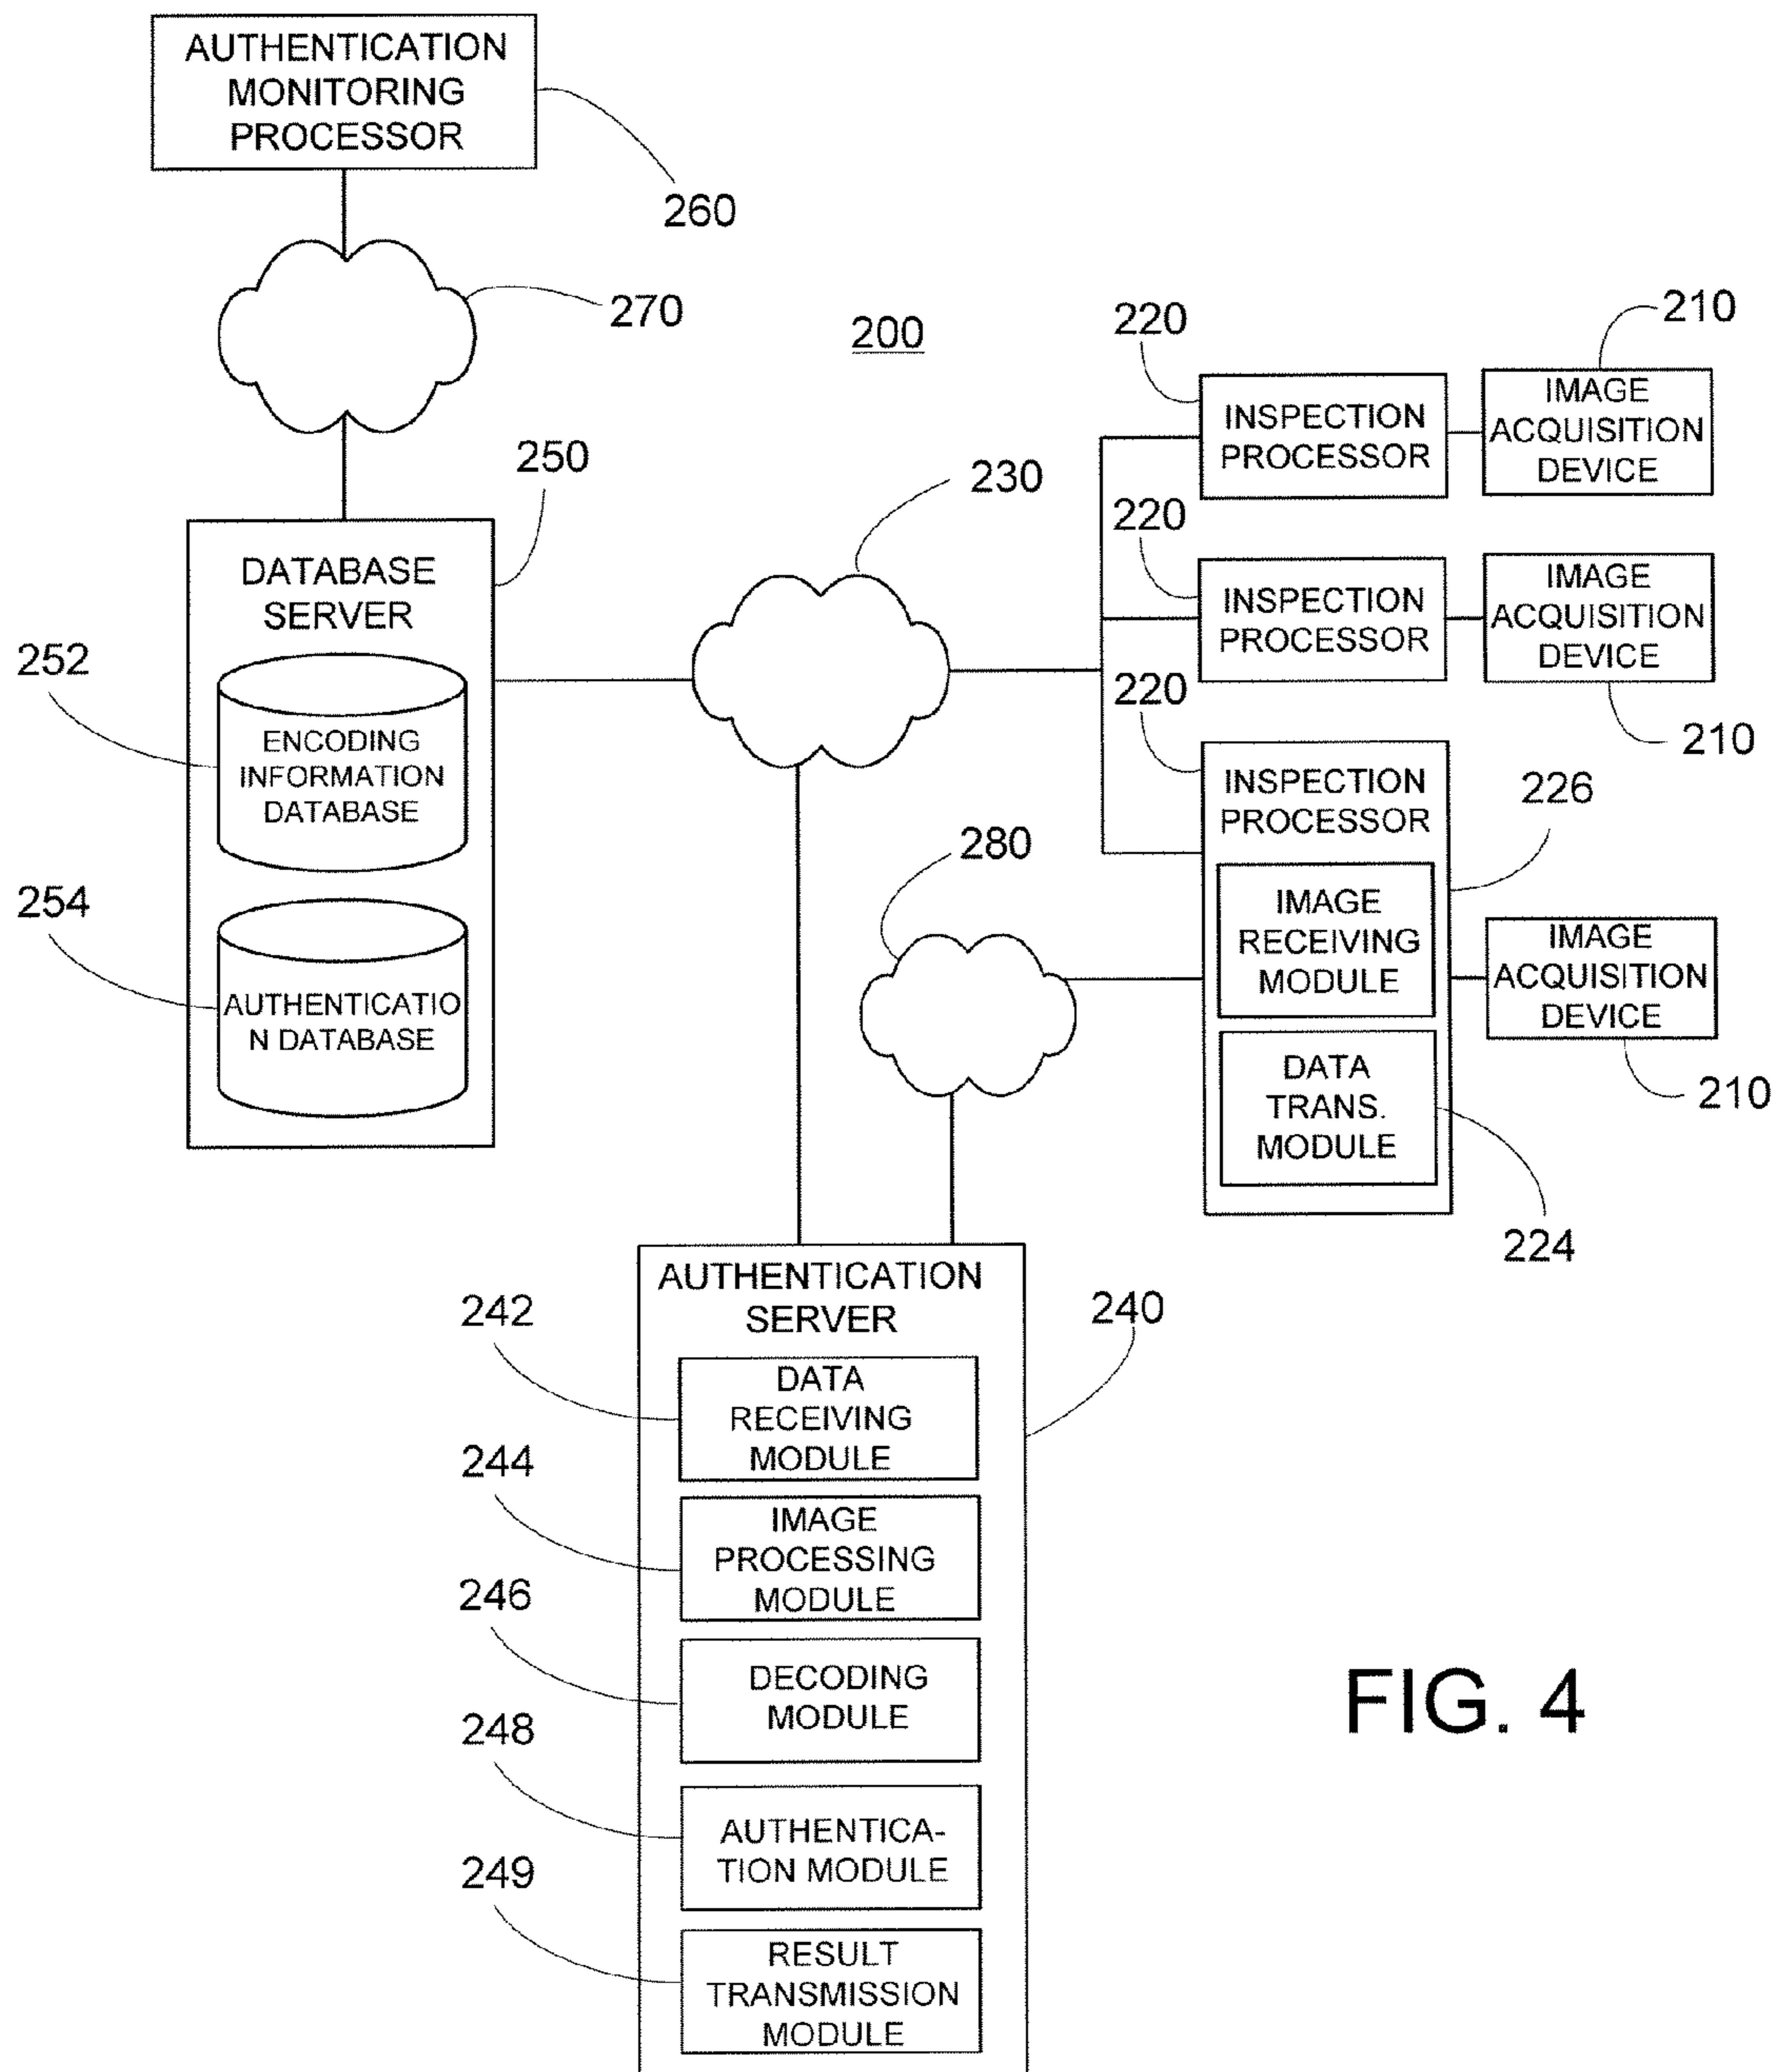 AUTHENTICATION
MONITORING
PROCESSOR
260
270
200
220
210
INSPECTION
PROCESSOR
IMAGE
ACQUISITION
DEVICE
250
230
220
DATABASE
SERVER
INSPECTION
PROCESSOR
IMAGE
ACQUISITION
DEVICE
210
252
ENCODING
INFORMATION
DATABASE
220
INSPECTION
PROCESSOR
226
280
254
AUTHENTICATIO
N DATABASE
IMAGE
RECEIVING
MODULE
IMAGE
ACQUISITION
DEVICE
210
DATA
TRANS.
MODULE
224
AUTHENTICATION
SERVER
240
242
DATA
RECEIVING
MODULE
244
IMAGE
PROCESSING
MODULE
246
DECODING
MODULE
248
AUTHENTICA-
TION MODULE
249
RESULT
TRANSMISSION
MODULE
FIG. 4